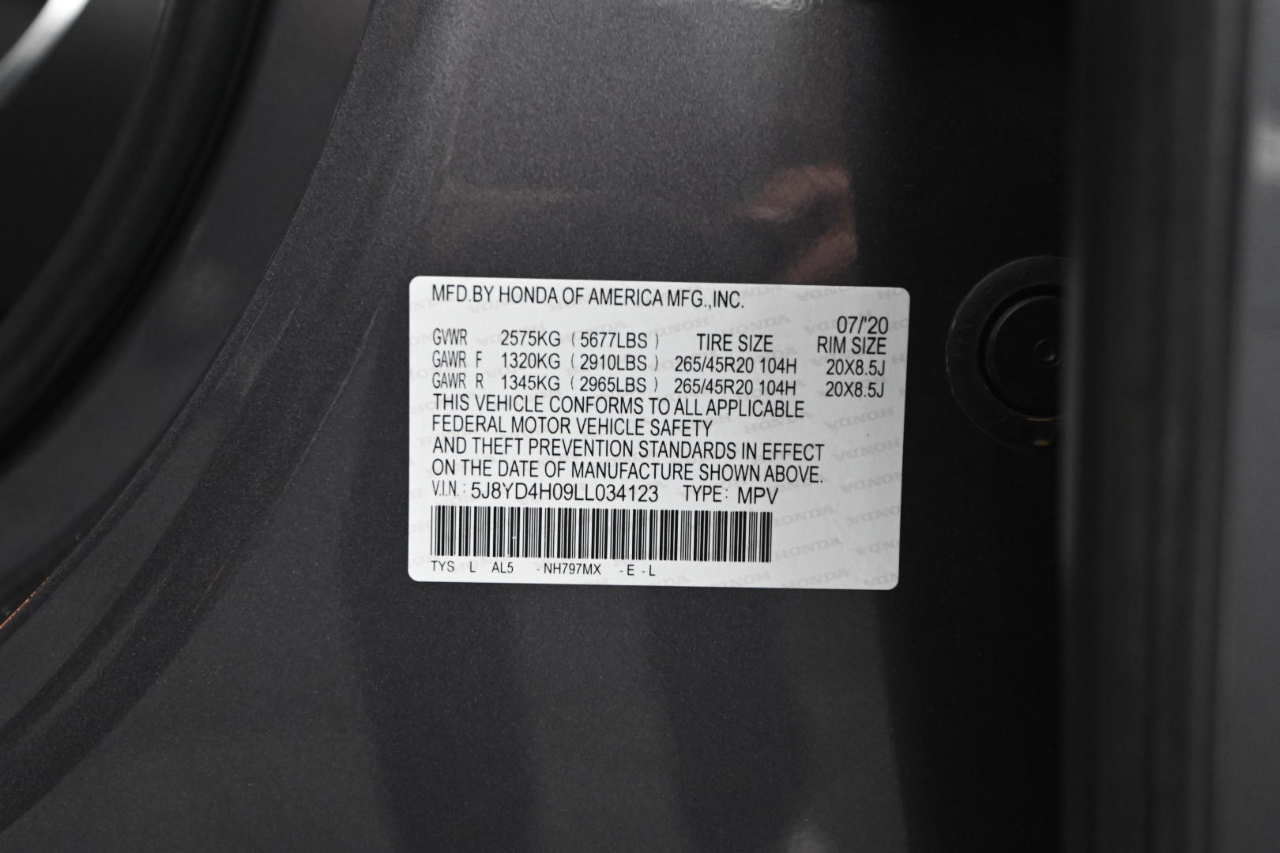 MFD.BY HONDA OF AMERICA MFG.,INC.
07/'20
GVWR 2575KG (5677LBS) TIRE SIZE RIM SIZE
GAWR F 1320KG (2910LBS) 265/45R20 104H 20X8.5J
GAWR R 1345KG (2965LBS) 265/45R20 104H 20X8.5J
THIS VEHICLE CONFORMS TO ALL APPLICABLE
FEDERAL MOTOR VEHICLE SAFETY
AND THEFT PREVENTION STANDARDS IN EFFECT
ON THE DATE OF MANUFACTURE SHOWN ABOVE.
V.I.N.: 5J8YD4H09LL034123 TYPE: MPV
TYS L AL5 -NH797MX -E-L